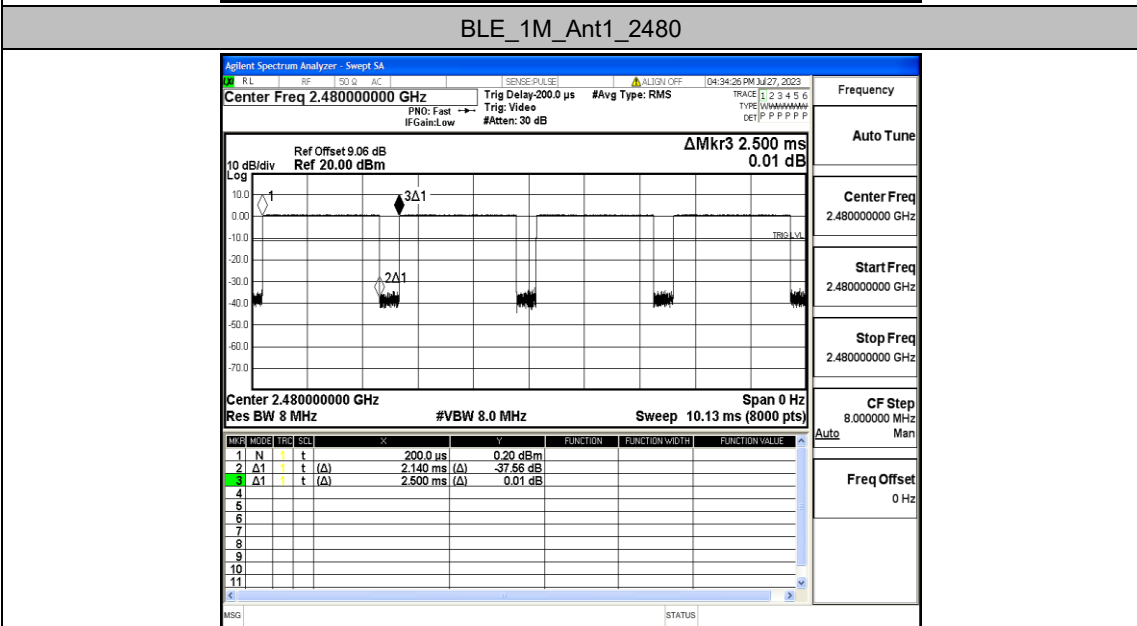 BLE_1M_Ant1_2480
Agilent Spectrum Analyzer - Swept SA
RL RF 50 Ω AC SENSE:PULSE ALIGN OFF 04:34:26 PM Jul 27, 2023
Center Freq 2.480000000 GHz
PNO: Fast
IFGain:Low
Trig Delay-200.0 µs
Trig: Video
#Atten: 30 dB
#Avg Type: RMS
TRACE 1 2 3 4 5 6
TYPE WWWWWW
DET P P P P P P
Frequency
Auto Tune
Center Freq
2.480000000 GHz
Start Freq
2.480000000 GHz
Stop Freq
2.480000000 GHz
CF Step
8.000000 MHz
Auto Man
Freq Offset
0 Hz
ΔMkr3 2.500 ms
0.01 dB
Ref Offset 9.06 dB
10 dB/div Ref 20.00 dBm
Log
10.0
0.00
-10.0
-20.0
-30.0
-40.0
-50.0
-60.0
-70.0
1
3Δ1
2Δ1
TRIG LVL
Center 2.480000000 GHz Span 0 Hz
Res BW 8 MHz #VBW 8.0 MHz Sweep 10.13 ms (8000 pts)
MKR MODE TRC SCL X Y FUNCTION FUNCTION WIDTH FUNCTION VALUE
1 N 1 t 200.0 µs 0.20 dBm
2 Δ1 1 t (Δ) 2.140 ms (Δ) -37.56 dB
3 Δ1 1 t (Δ) 2.500 ms (Δ) 0.01 dB
4
5
6
7
8
9
10
11
MSG STATUS